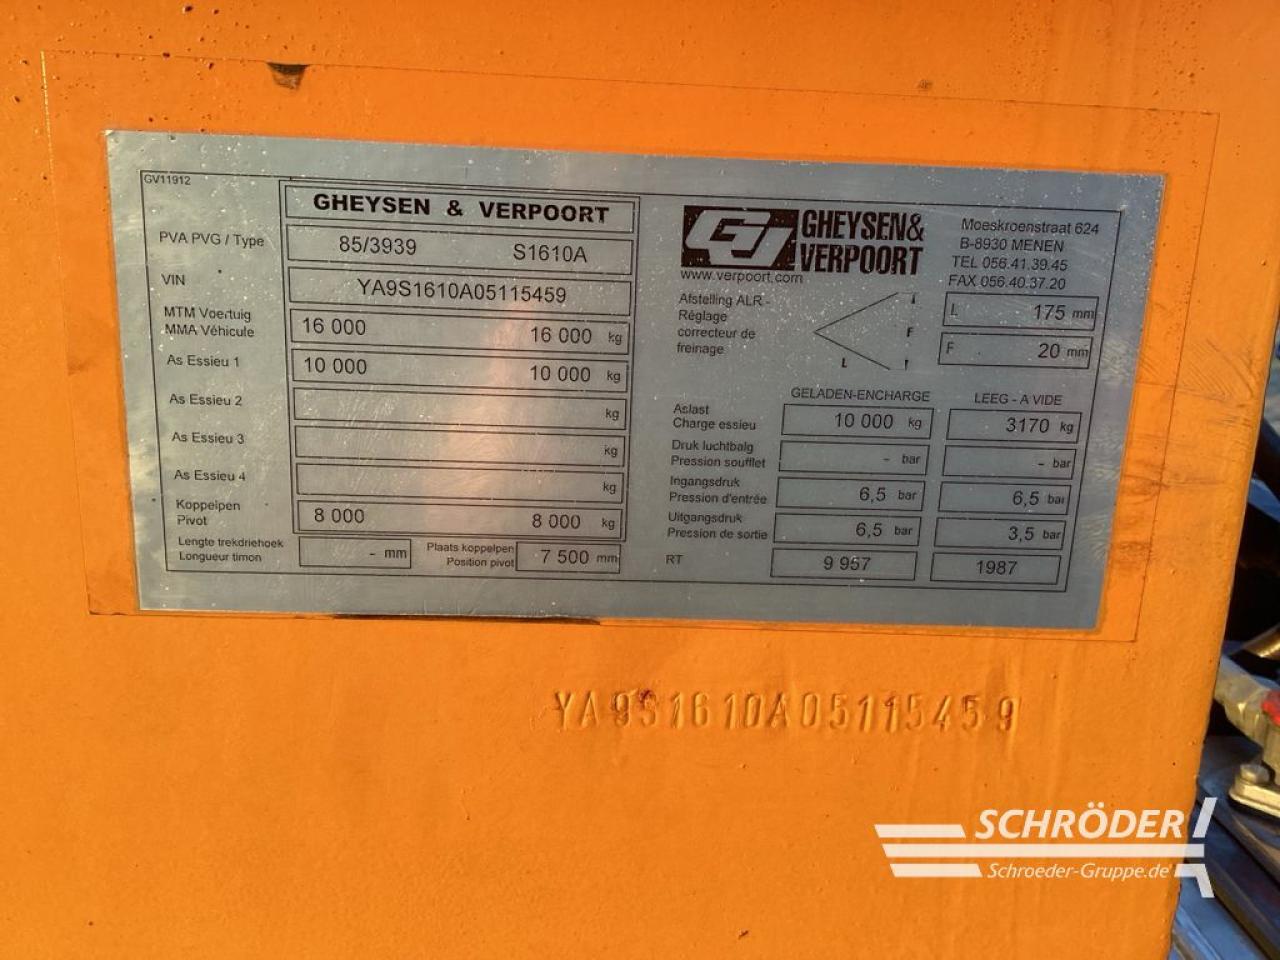 GV11912
GHEYSEN & VERPOORT
PVA PVG / Type 85/3939 S1610A
VIN YA9S1610A05115459
MTM Voertuig
MMA Véhicule 16 000 16 000 kg
As Essieu 1 10 000 10 000 kg
As Essieu 2 kg
As Essieu 3 kg
As Essieu 4 kg
Koppelpen
Pivot 8 000 8 000 kg
Lengte trekdriehoek
Longueur timon - mm
Plaats koppelpen
Position pivot 7 500 mm
GHEYSEN&
VERPOORT
www.verpoort.com
Moeskroenstraat 624
B-8930 MENEN
TEL 056.41.39.45
FAX 056.40.37.20
Afstelling ALR -
Réglage
correcteur de
freinage
F
L
L 175 mm
F 20 mm
GELADEN-ENCHARGE LEEG - A VIDE
Aslast
Charge essieu 10 000 kg 3170 kg
Druk luchtbalg
Pression soufflet - bar - bar
Ingangsdruk
Pression d'entrée 6,5 bar 6,5 bar
Uitgangsdruk
Pression de sortie 6,5 bar 3,5 bar
RT 9 957 1987
YA9S1610A05115459
SCHRÖDER
Schroeder-Gruppe.de